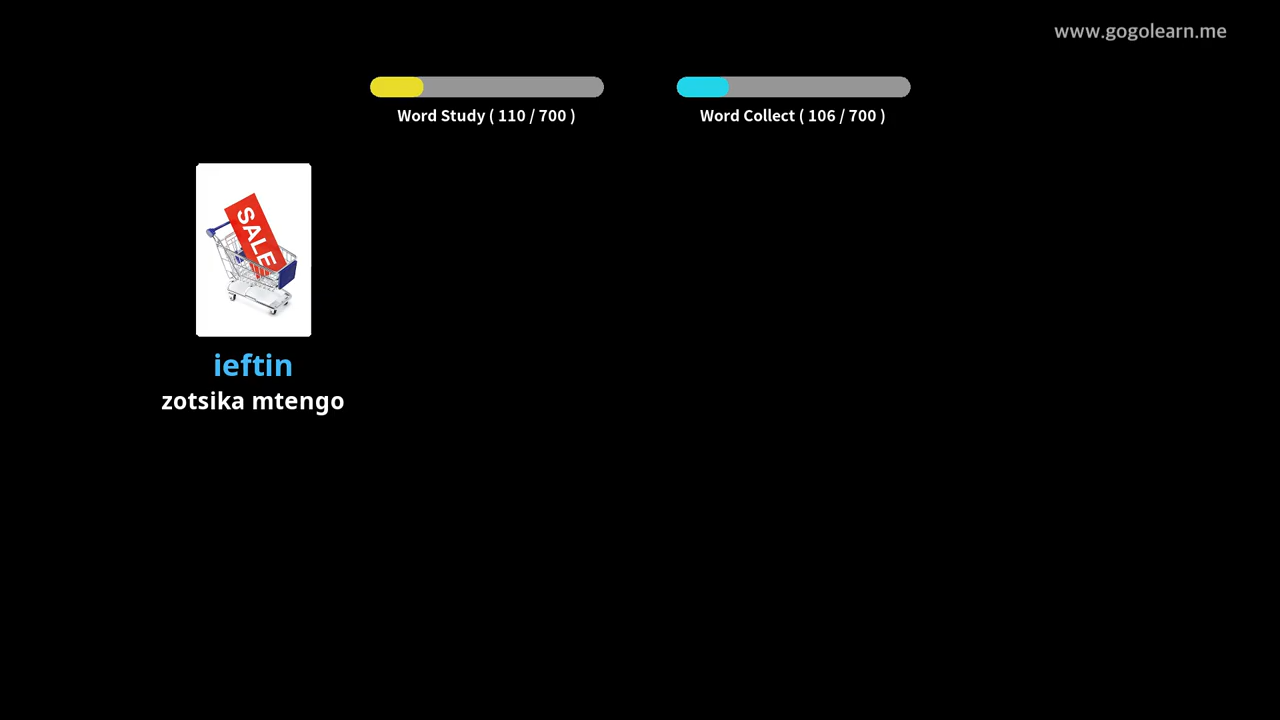 www.gogolearn.me
Word Study ( 110 / 700 )
Word Collect ( 106 / 700 )
SALE
ieftin
zotsika mtengo